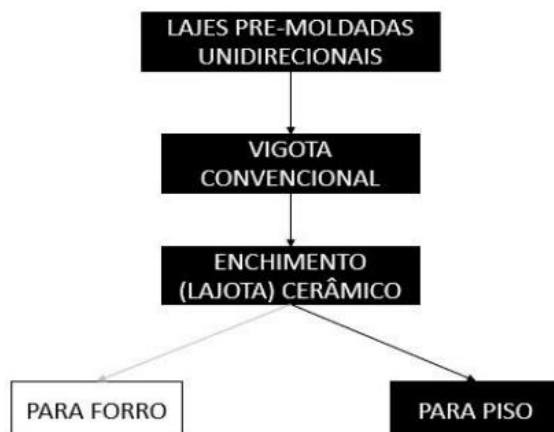 LAJES PRE-MOLDADAS
UNIDIRECIONAIS
VIGOTA
CONVENCIONAL
ENCHIMENTO
(LAJOTA) CERÂMICO
PARA FORRO
PARA PISO